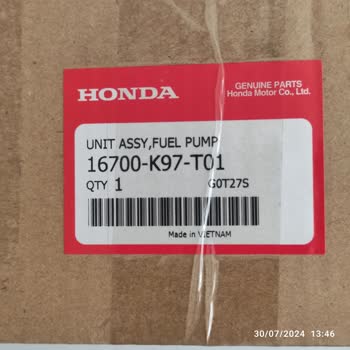 HONDA
GENUINE PARTS
Honda Motor Co., Ltd.
UNIT ASSY,FUEL PUMP
16700-K97-T01
QTY 1 G0T27S
Made in VIETNAM
30/07/2024 13:46